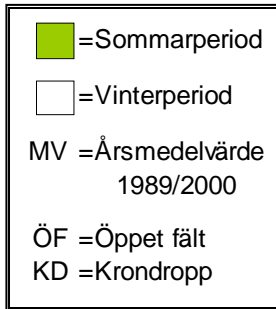 =Sommarperiod
=Vinterperiod
MV =Årsmedelvärde
1989/2000
ÖF =Öppet fält
KD =Krondropp